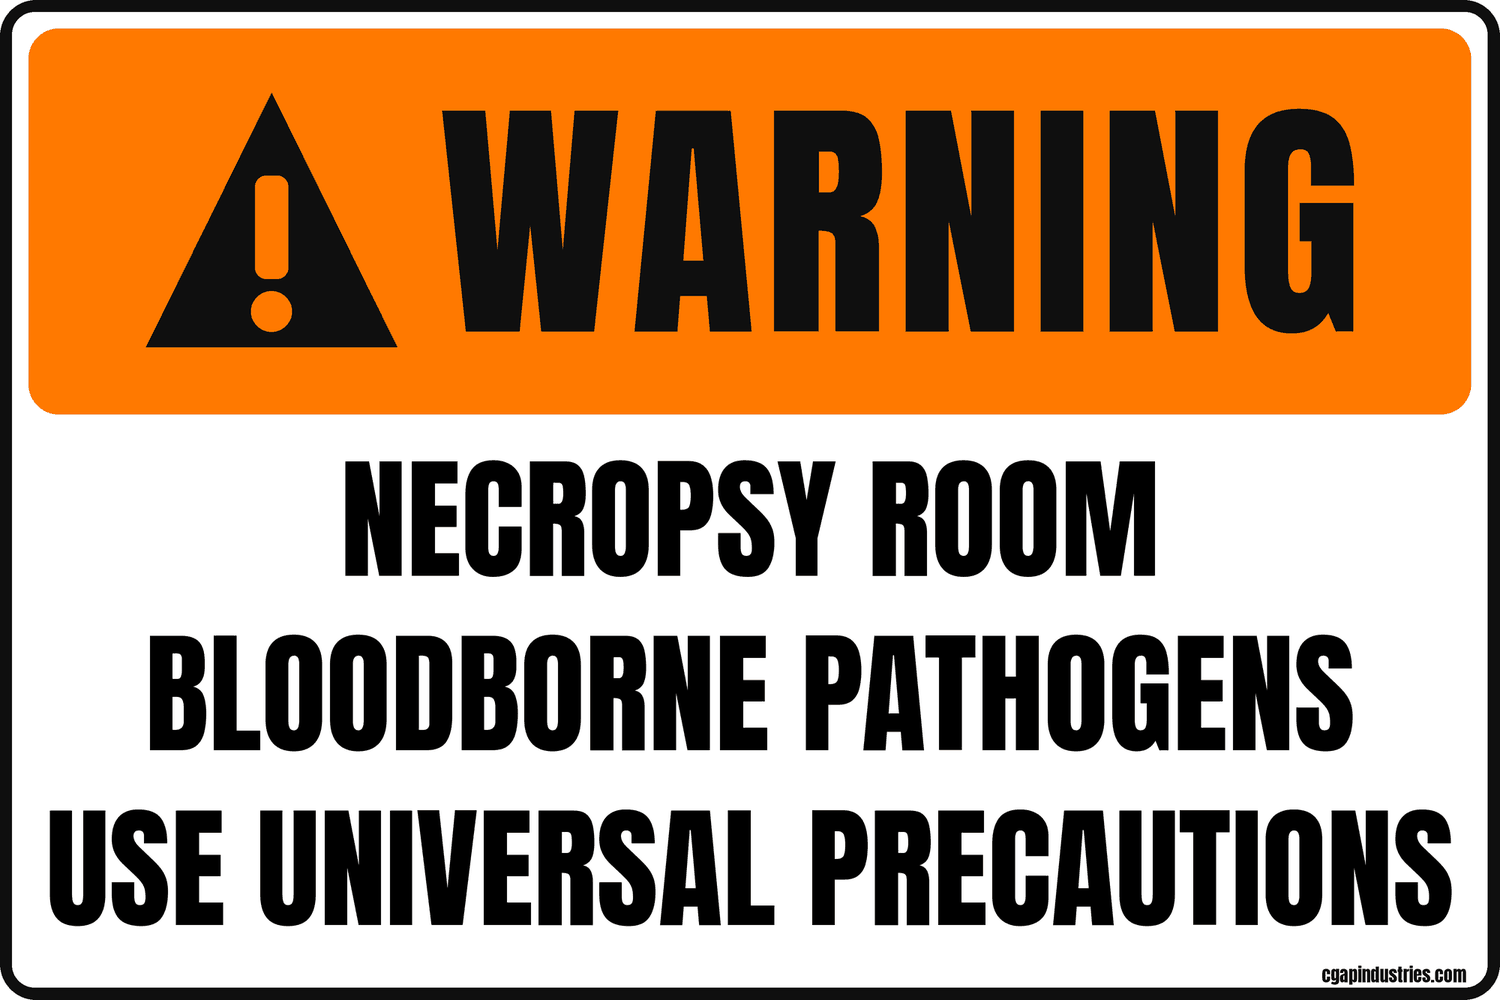 WARNING
NECROPSY ROOM
BLOODBORNE PATHOGENS
USE UNIVERSAL PRECAUTIONS
cgapindustries.com